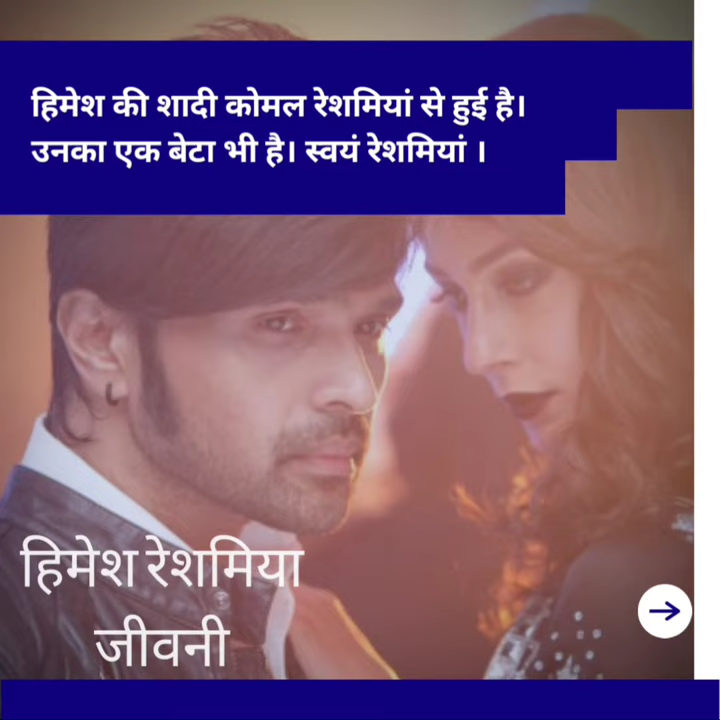 हिमेश की शादी कोमल रेशमियां से हुई है।
उनका एक बेटा भी है। स्वयं रेशमियां ।
हिमेश रेशमिया
जीवनी